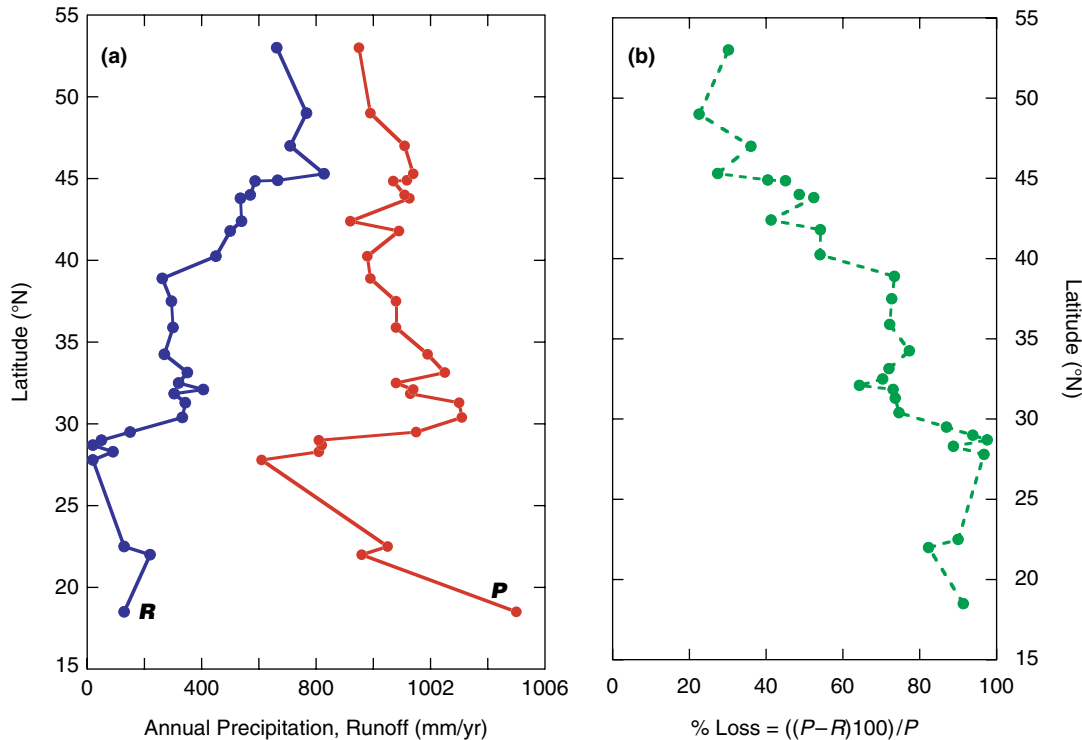 (a)
55
50
45
40
35
30
25
20
15
Latitude (°N)
0 400 800 1002 1006
Annual Precipitation, Runoff (mm/yr)
R
P
(b)
55
50
45
40
35
30
25
20
15
Latitude (°N)
0 20 40 60 80 100
% Loss = ((P–R)100)/P